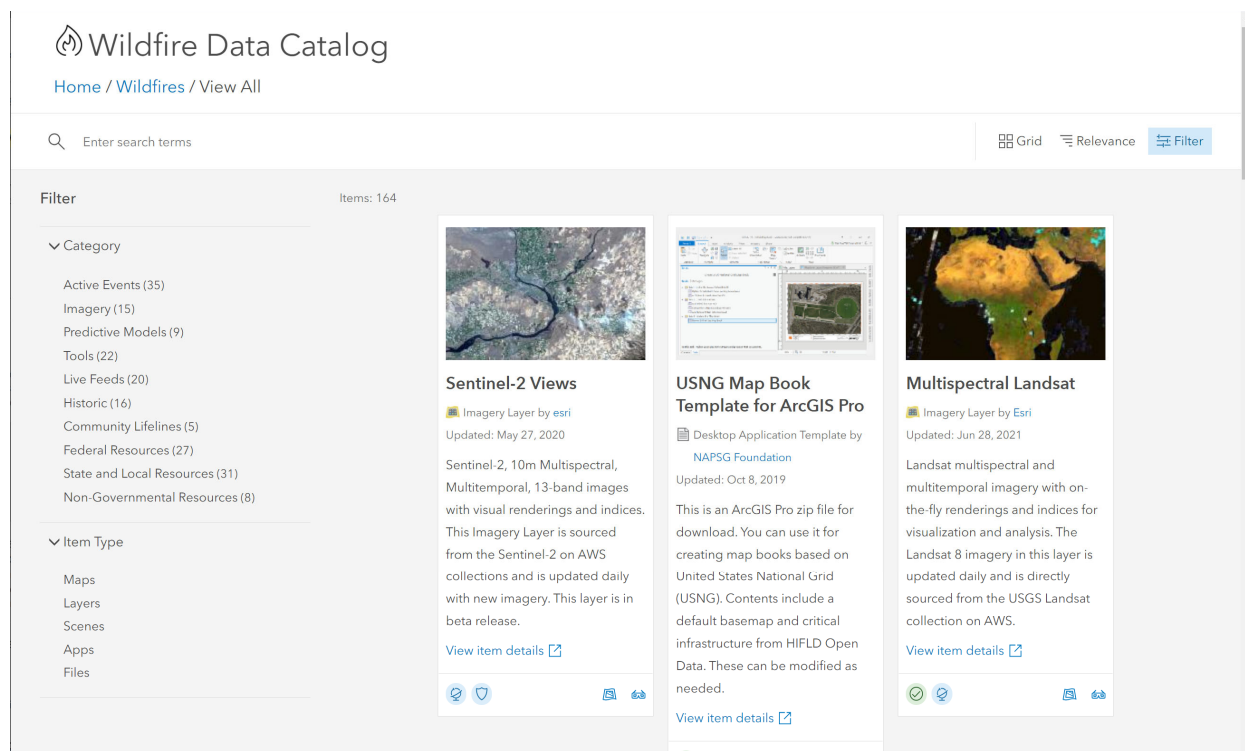 Wildfire Data Catalog
Home / Wildfires / View All
Enter search terms
Grid
Relevance
Filter
Filter
Items: 164
Category
Active Events (35)
Imagery (15)
Predictive Models (9)
Tools (22)
Live Feeds (20)
Historic (16)
Community Lifelines (5)
Federal Resources (27)
State and Local Resources (31)
Non-Governmental Resources (8)
Item Type
Maps
Layers
Scenes
Apps
Files
Sentinel-2 Views
Imagery Layer by esri
Updated: May 27, 2020
Sentinel-2, 10m Multispectral,
Multitemporal, 13-band images
with visual renderings and indices.
This Imagery Layer is sourced
from the Sentinel-2 on AWS
collections and is updated daily
with new imagery. This layer is in
beta release.
View item details
USNG Map Book
Template for ArcGIS Pro
Desktop Application Template by
NAPSG Foundation
Updated: Oct 8, 2019
This is an ArcGIS Pro zip file for
download. You can use it for
creating map books based on
United States National Grid
(USNG). Contents include a
default basemap and critical
infrastructure from HIFLD Open
Data. These can be modified as
needed.
View item details
Multispectral Landsat
Imagery Layer by Esri
Updated: Jun 28, 2021
Landsat multispectral and
multitemporal imagery with on-
the-fly renderings and indices for
visualization and analysis. The
Landsat 8 imagery in this layer is
updated daily and is directly
sourced from the USGS Landsat
collection on AWS.
View item details